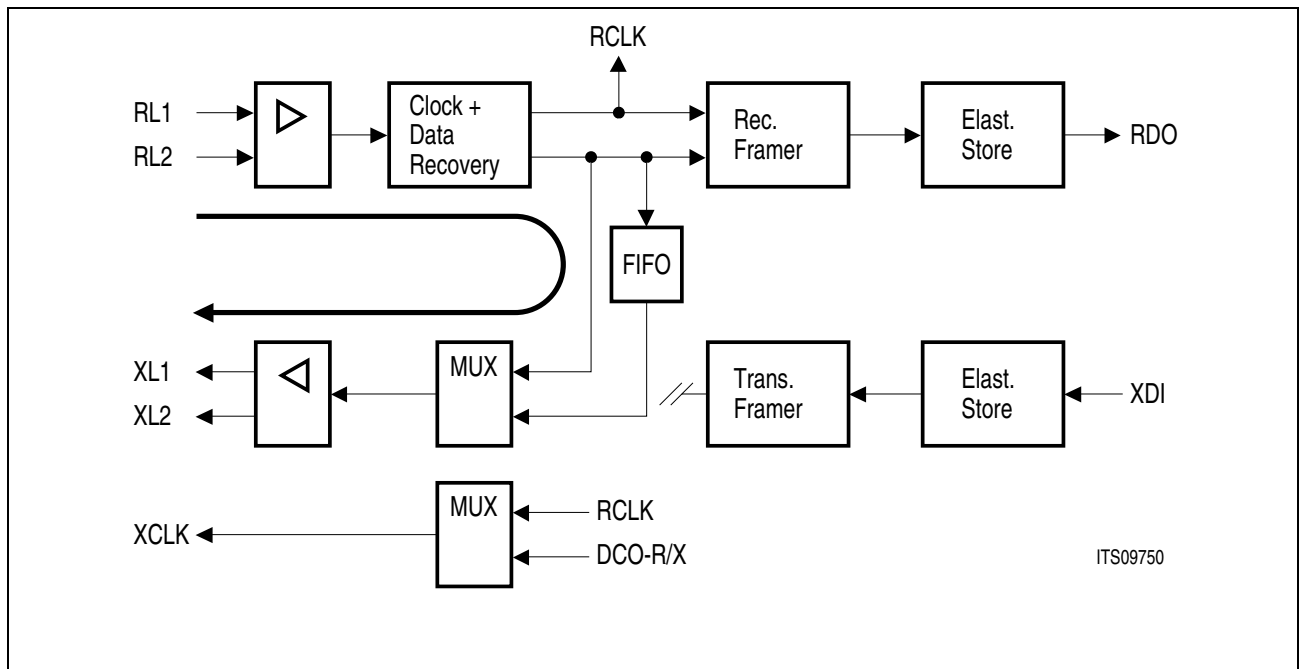 RCLK
RL1
RL2
Clock +
Data
Recovery
Rec.
Framer
Elast.
Store
RDO
FIFO
XL1
XL2
MUX
Trans.
Framer
Elast.
Store
XDI
XCLK
MUX
RCLK
DCO-R/X
ITS09750